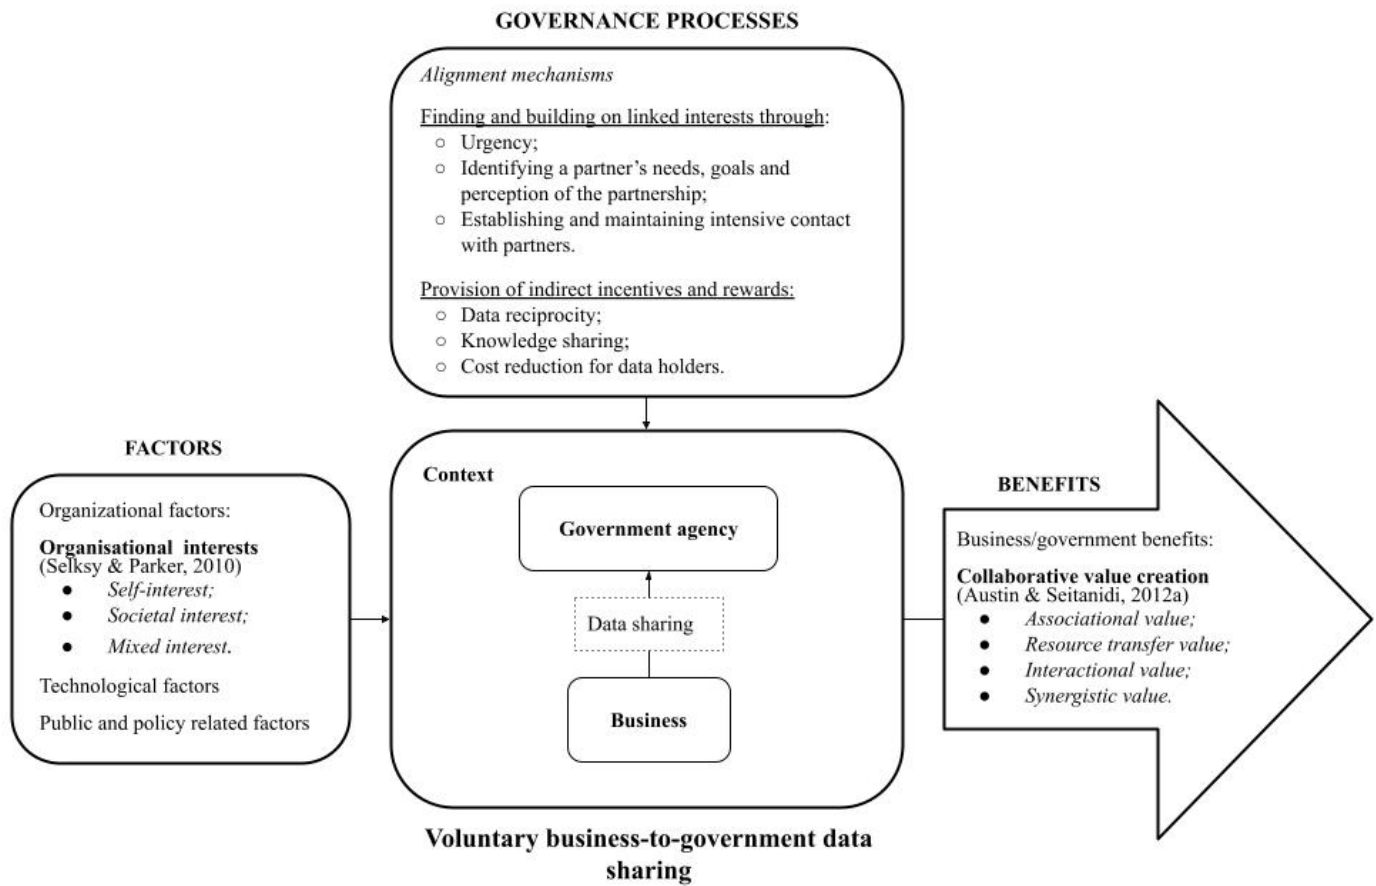 GOVERNANCE PROCESSES
Alignment mechanisms
Finding and building on linked interests through:
○ Urgency;
○ Identifying a partner’s needs, goals and
perception of the partnership;
○ Establishing and maintaining intensive contact
with partners.
Provision of indirect incentives and rewards:
○ Data reciprocity;
○ Knowledge sharing;
○ Cost reduction for data holders.
FACTORS
Organizational factors:
Organisational interests
(Selksy & Parker, 2010)
● Self-interest;
● Societal interest;
● Mixed interest.
Technological factors
Public and policy related factors
Context
Government agency
Data sharing
Business
Voluntary business-to-government data
sharing
BENEFITS
Business/government benefits:
Collaborative value creation
(Austin & Seitanidi, 2012a)
● Associational value;
● Resource transfer value;
● Interactional value;
● Synergistic value.